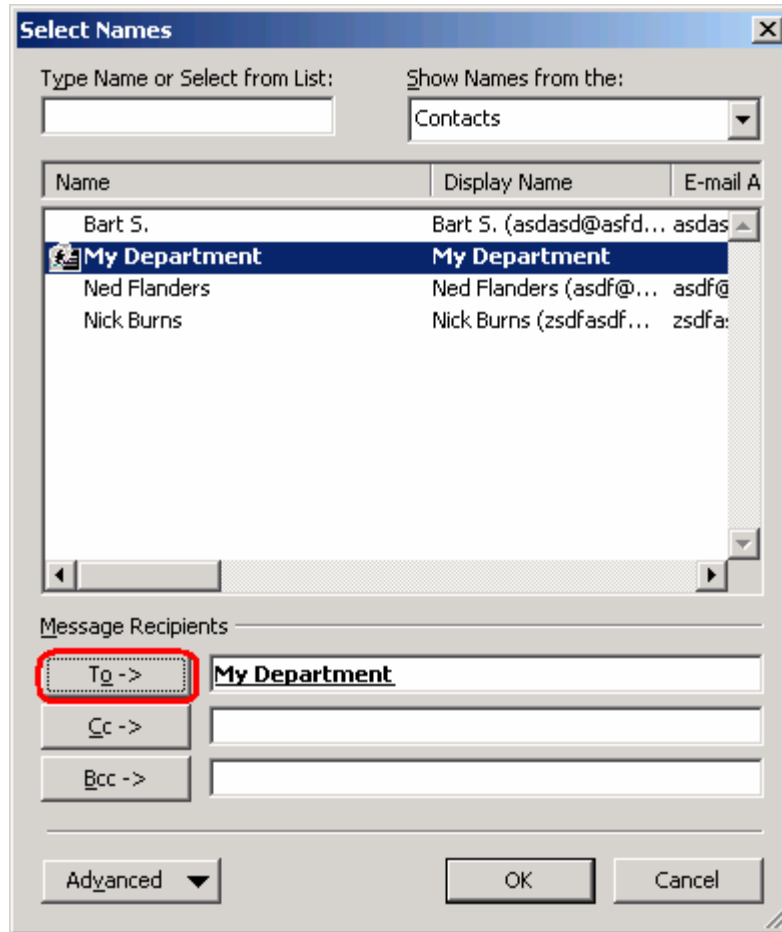 Select Names
Type Name or Select from List: Show Names from the:
Contacts
Name Display Name E-mail A
Bart S. Bart S. (asdasd@asfd... asdas
My Department My Department
Ned Flanders Ned Flanders (asdf@... asdf@
Nick Burns Nick Burns (zsdfasdf... zsdfa:
Message Recipients
To -> My Department
Cc ->
Bcc ->
Advanced OK Cancel